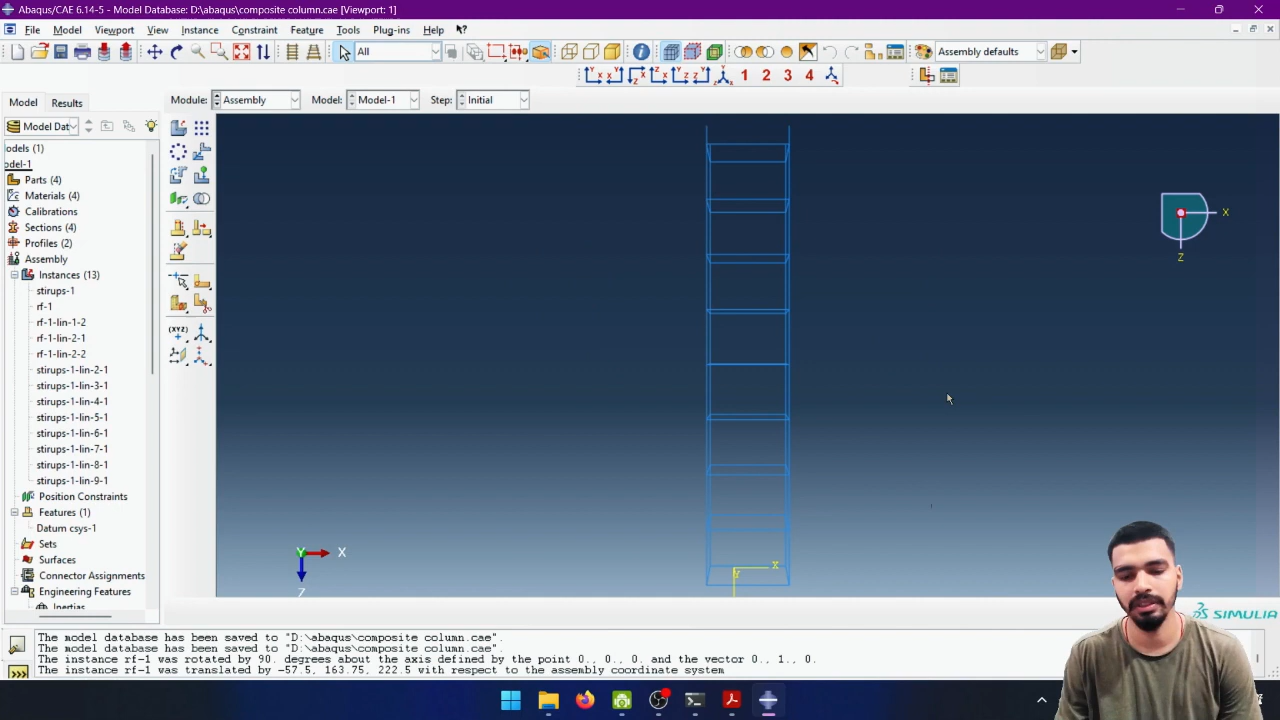 Abaqus/CAE 6.14-5 - Model Database: D:\abaqus\composite column.cae [Viewport: 1]
File Model Viewport View Instance Constraint Feature Tools Plug-ins Help
All Assembly defaults
1 2 3 4
Model Results Module: Assembly Model: Model-1 Step: Initial
Model Dat
odels (1)
odel-1
Parts (4)
Materials (4)
Calibrations
Sections (4)
Profiles (2)
Assembly
Instances (13)
stirups-1
rf-1
rf-1-lin-1-2
rf-1-lin-2-1
rf-1-lin-2-2
stirups-1-lin-2-1
stirups-1-lin-3-1
stirups-1-lin-4-1
stirups-1-lin-5-1
stirups-1-lin-6-1
stirups-1-lin-7-1
stirups-1-lin-8-1
stirups-1-lin-9-1
Position Constraints
Features (1)
Datum csys-1
Sets
Surfaces
Connector Assignments
Engineering Features
Inertias
(XYZ)
X
Z
Y X
Z
X
Y
SIMULIA
The model database has been saved to "D:\abaqus\composite column.cae".
The model database has been saved to "D:\abaqus\composite column.cae".
The instance rf-1 was rotated by 90. degrees about the axis defined by the point 0., 0., 0. and the vector 0., 1., 0.
The instance rf-1 was translated by -57.5, 163.75, 222.5 with respect to the assembly coordinate system